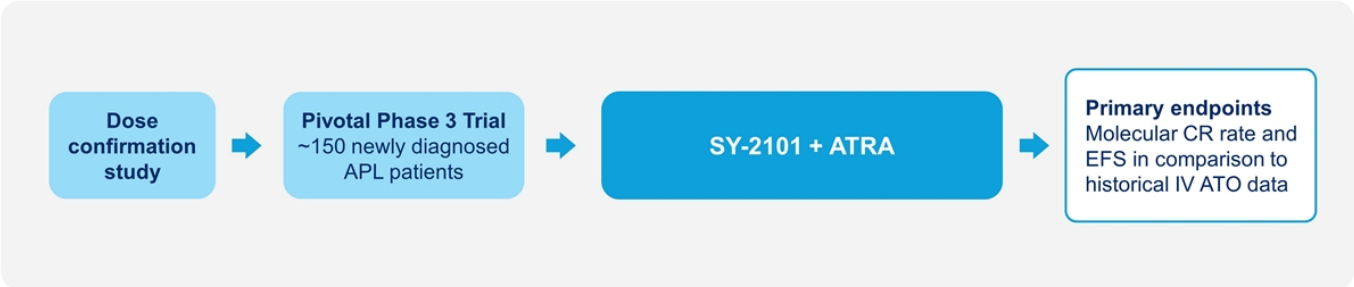 Dose
confirmation
study
Pivotal Phase 3 Trial
~150 newly diagnosed
APL patients
SY-2101 + ATRA
Primary endpoints
Molecular CR rate and
EFS in comparison to
historical IV ATO data